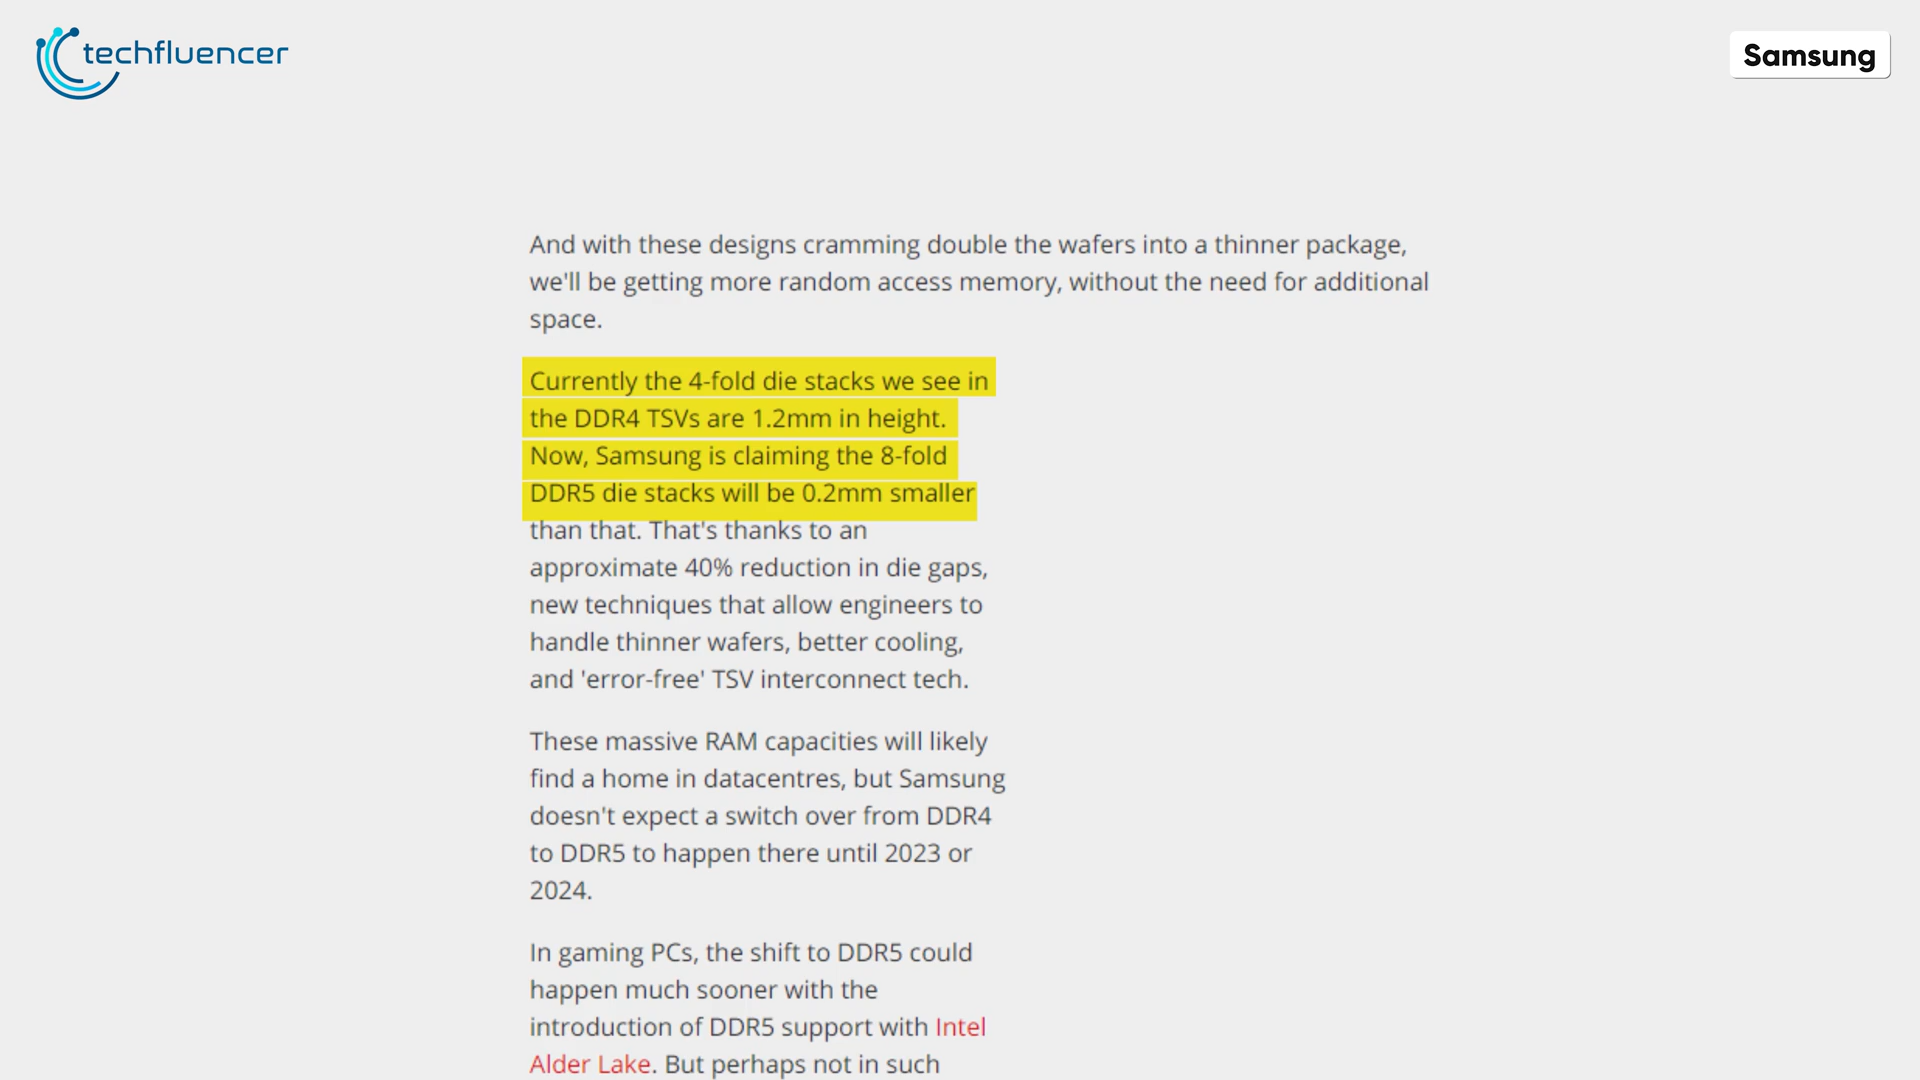 techfluencer
Samsung
And with these designs cramming double the wafers into a thinner package,
we'll be getting more random access memory, without the need for additional
space.
Currently the 4-fold die stacks we see in
the DDR4 TSVs are 1.2mm in height.
Now, Samsung is claiming the 8-fold
DDR5 die stacks will be 0.2mm smaller
than that. That's thanks to an
approximate 40% reduction in die gaps,
new techniques that allow engineers to
handle thinner wafers, better cooling,
and 'error-free' TSV interconnect tech.
These massive RAM capacities will likely
find a home in datacentres, but Samsung
doesn't expect a switch over from DDR4
to DDR5 to happen there until 2023 or
2024.
In gaming PCs, the shift to DDR5 could
happen much sooner with the
introduction of DDR5 support with Intel
Alder Lake. But perhaps not in such